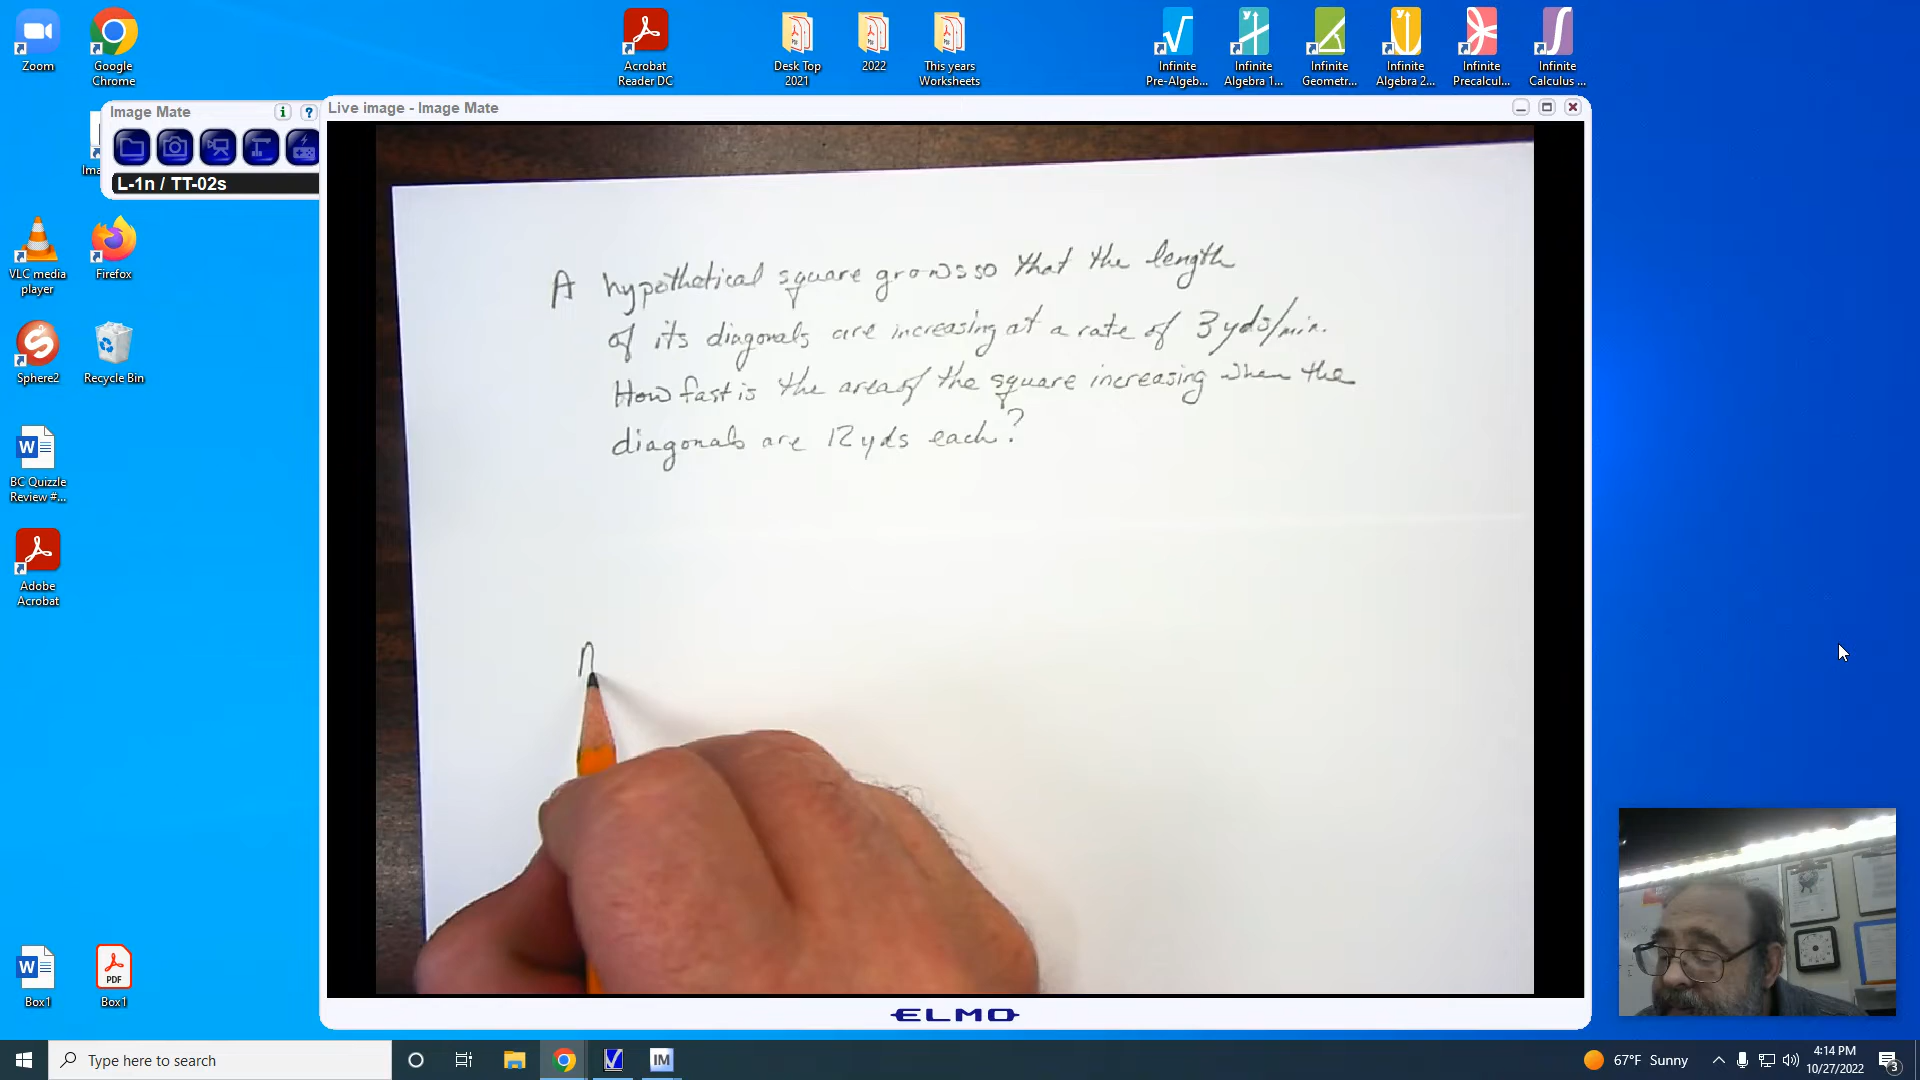 Zoom
Google Chrome
Acrobat Reader DC
Desk Top 2021
2022
This years Worksheets
Infinite Pre-Algeb...
Infinite Algebra 1...
Infinite Geometr...
Infinite Algebra 2...
Infinite Precalcul...
Infinite Calculus ...
Image Mate
L-1n / TT-02s
Live image - Image Mate
Ima
VLC media player
Firefox
Sphere2
Recycle Bin
BC Quizzle Review #...
Adobe Acrobat
Box1
PDF
Box1
A hypothetical square grows so that the length
of its diagonals are increasing at a rate of 3 yds/min.
How fast is the area of the square increasing when the
diagonals are 12 yds each?
ELMO
Type here to search
IM
67°F Sunny
4:14 PM
10/27/2022
3